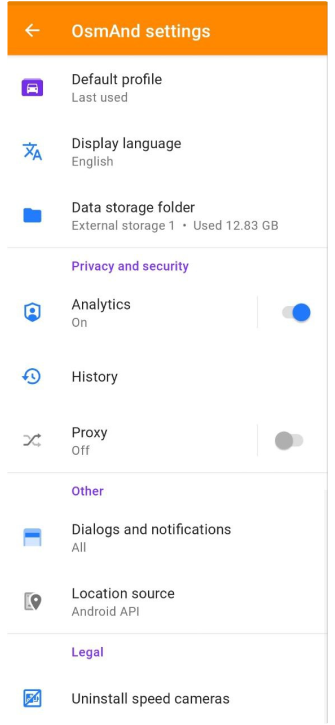 OsmAnd settings
Default profile
Last used
Display language
English
Data storage folder
External storage 1 • Used 12.83 GB
Privacy and security
Analytics
On
History
Proxy
Off
Other
Dialogs and notifications
All
Location source
Android API
Legal
Uninstall speed cameras